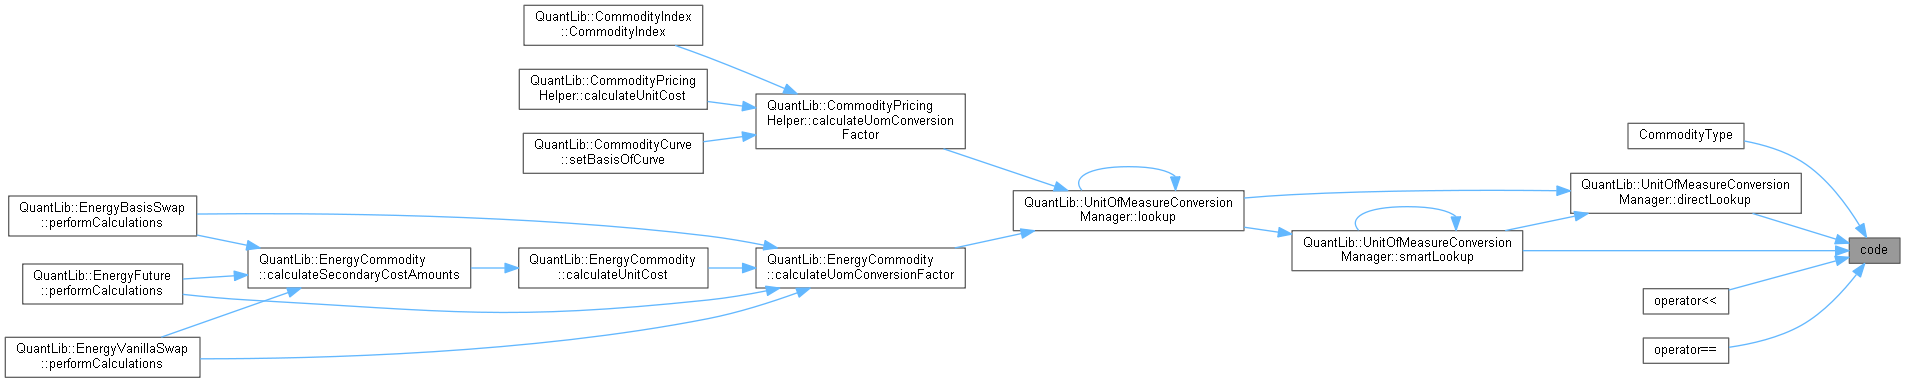 QuantLib::CommodityIndex
::CommodityIndex
QuantLib::CommodityPricing
Helper::calculateUnitCost
QuantLib::CommodityCurve
::setBasisOfCurve
QuantLib::CommodityPricing
Helper::calculateUomConversion
Factor
QuantLib::EnergyBasisSwap
::performCalculations
QuantLib::EnergyFuture
::performCalculations
QuantLib::EnergyVanillaSwap
::performCalculations
QuantLib::EnergyCommodity
::calculateSecondaryCostAmounts
QuantLib::EnergyCommodity
::calculateUnitCost
QuantLib::EnergyCommodity
::calculateUomConversionFactor
QuantLib::UnitOfMeasureConversion
Manager::lookup
QuantLib::UnitOfMeasureConversion
Manager::smartLookup
CommodityType
QuantLib::UnitOfMeasureConversion
Manager::directLookup
operator<<
operator==
code